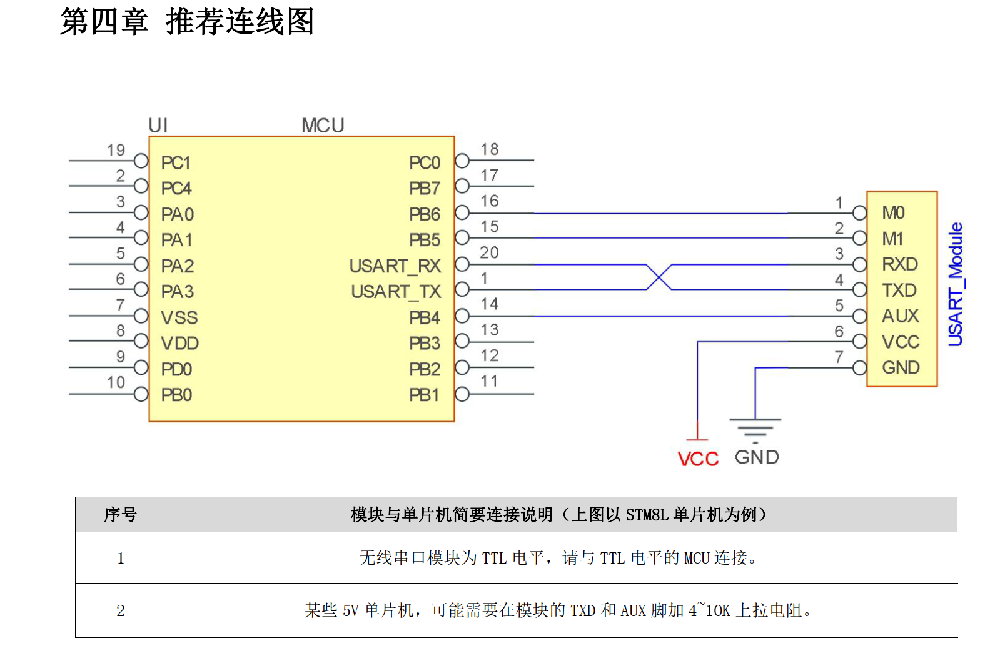 第四章 推荐连线图
UI
MCU
19 PC1
2 PC4
3 PA0
4 PA1
5 PA2
6 PA3
7 VSS
8 VDD
9 PD0
10 PB0
PC0 18
PB7 17
PB6 16
PB5 15
USART_RX 20
USART_TX 1
PB4 14
PB3 13
PB2 12
PB1 11
1 M0
2 M1
3 RXD
4 TXD
5 AUX
6 VCC
7 GND
USART_Module
VCC
GND
序号 模块与单片机简要连接说明（上图以 STM8L 单片机为例）
1 无线串口模块为 TTL 电平，请与 TTL 电平的 MCU 连接。
2 某些 5V 单片机，可能需要在模块的 TXD 和 AUX 脚加 4~10K 上拉电阻。